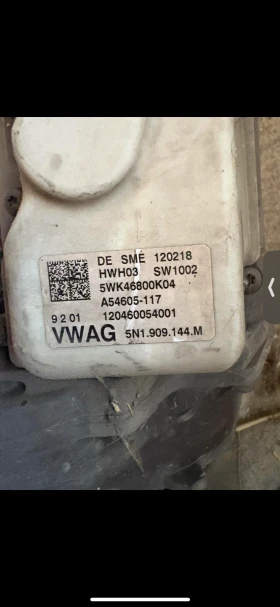 DE SME 120218
HWH03 SW1002
5WK46800K04
A54605-117
9201 120460054001
VWAG 5N1.909.144.M